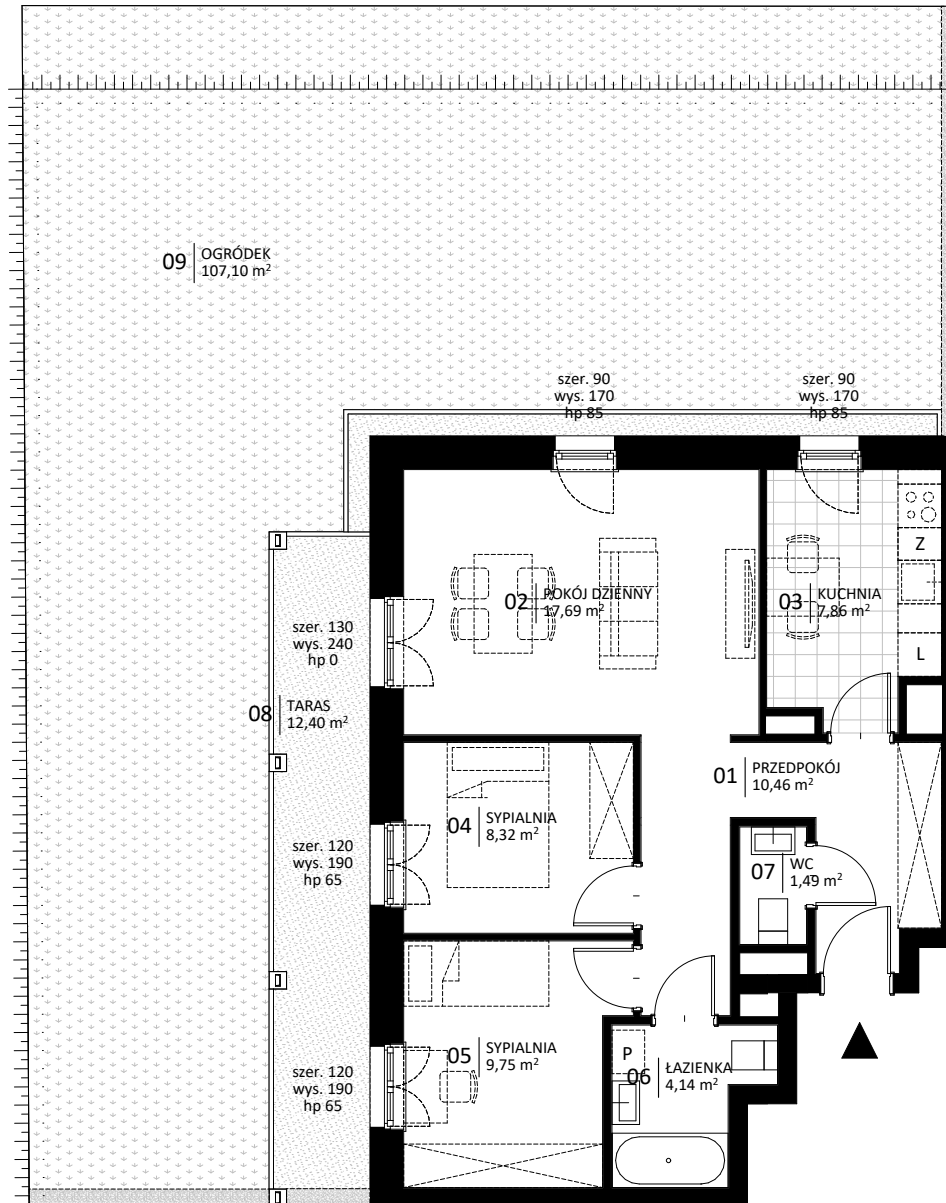 09 OGRÓDEK
107,10 m²
szer. 90
wys. 170
hp 85
szer. 90
wys. 170
hp 85
02 POKÓJ DZIENNY
17,69 m²
03 KUCHNIA
7,86 m²
Z
L
szer. 130
wys. 240
hp 0
08 TARAS
12,40 m²
01 PRZEDPOKÓJ
10,46 m²
04 SYPIALNIA
8,32 m²
szer. 120
wys. 190
hp 65
07 WC
1,49 m²
05 SYPIALNIA
9,75 m²
P
06 ŁAZIENKA
4,14 m²
szer. 120
wys. 190
hp 65